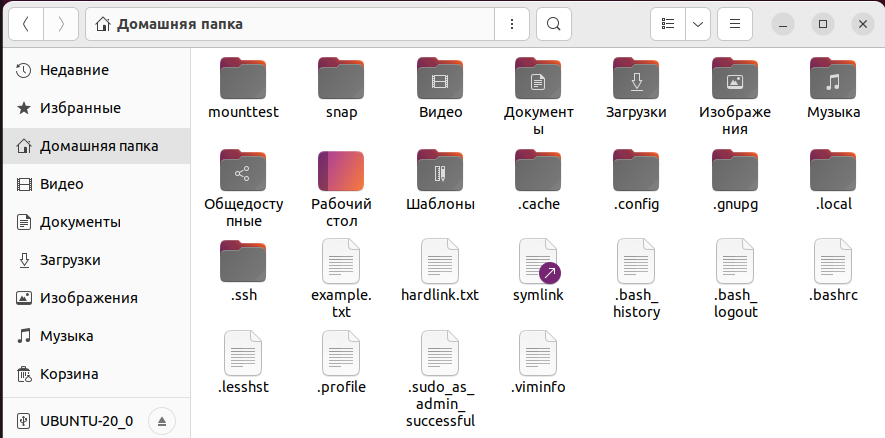 Домашняя папка
Недавние
Избранные
Домашняя папка
Видео
Документы
Загрузки
Изображения
Музыка
Корзина
UBUNTU-20_0
mounttest
snap
Видео
Документ
ы
Загрузки
Изображе
ния
Музыка
Общедосту
пные
Рабочий
стол
Шаблоны
.cache
.config
.gnupg
.local
.ssh
example.
txt
hardlink.txt
symlink
.bash_
history
.bash_
logout
.bashrc
.lesshst
.profile
.sudo_as_
admin_
successful
.viminfo